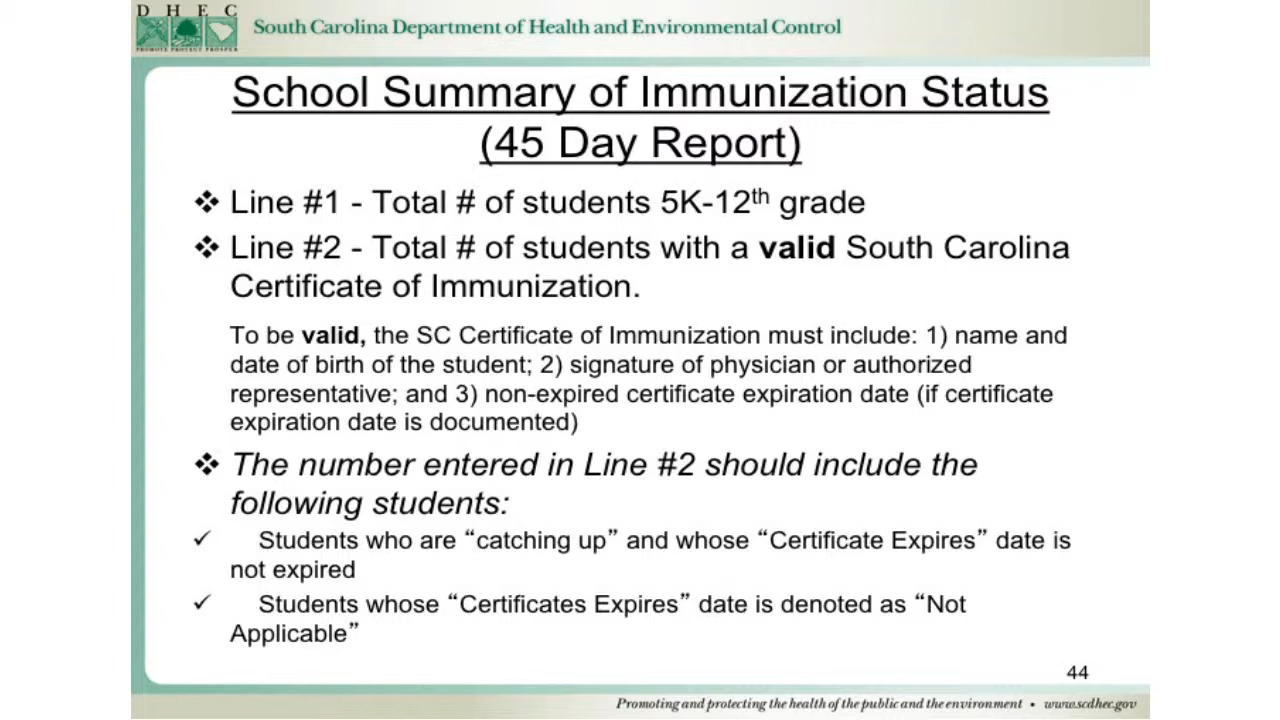 D H E C
PROMOTE PROTECT PROSPER
South Carolina Department of Health and Environmental Control
School Summary of Immunization Status
(45 Day Report)
❖ Line #1 - Total # of students 5K-12th grade
❖ Line #2 - Total # of students with a valid South Carolina
Certificate of Immunization.
To be valid, the SC Certificate of Immunization must include: 1) name and
date of birth of the student; 2) signature of physician or authorized
representative; and 3) non-expired certificate expiration date (if certificate
expiration date is documented)
❖ The number entered in Line #2 should include the
following students:
✓ Students who are “catching up” and whose “Certificate Expires” date is
not expired
✓ Students whose “Certificates Expires” date is denoted as “Not
Applicable”
44
Promoting and protecting the health of the public and the environment • www.scdhec.gov